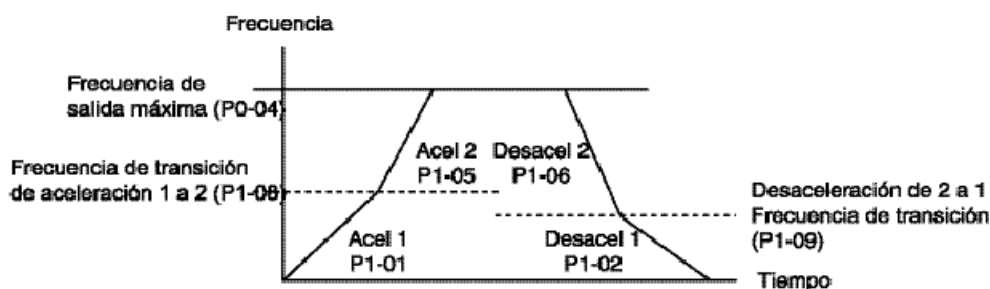 Frecuencia
Frecuencia de
salida máxima (P0-04)
Acel 2
P1-05
Desacel 2
P1-06
Frecuencia de transición
de aceleración 1 a 2 (P1-08)
Desaceleración de 2 a 1
Frecuencia de transición
(P1-09)
Acel 1
P1-01
Desacel 1
P1-02
Tiempo